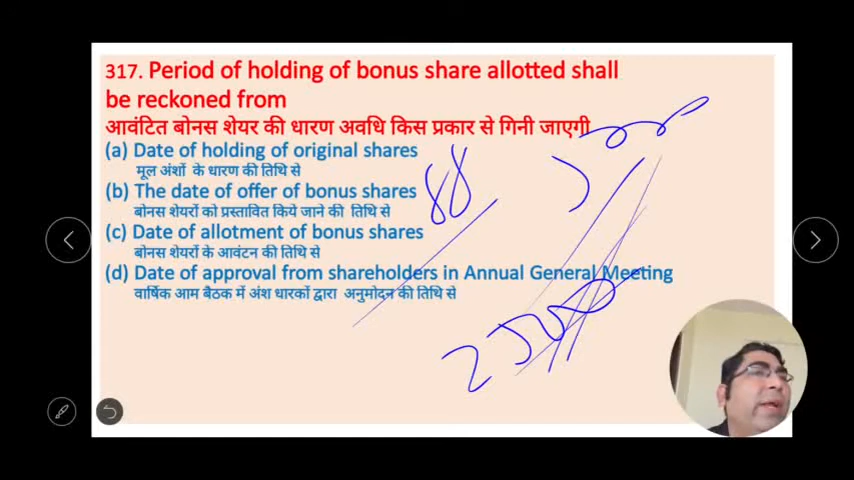 317. Period of holding of bonus share allotted shall
be reckoned from
आवंटित बोनस शेयर की धारण अवधि किस प्रकार से गिनी जाएगी
(a) Date of holding of original shares
मूल अंशों के धारण की तिथि से
(b) The date of offer of bonus shares
बोनस शेयरों को प्रस्तावित किये जाने की तिथि से
(c) Date of allotment of bonus shares
बोनस शेयरों के आवंटन की तिथि से
(d) Date of approval from shareholders in Annual General Meeting
वार्षिक आम बैठक में अंश धारकों द्वारा अनुमोदन की तिथि से